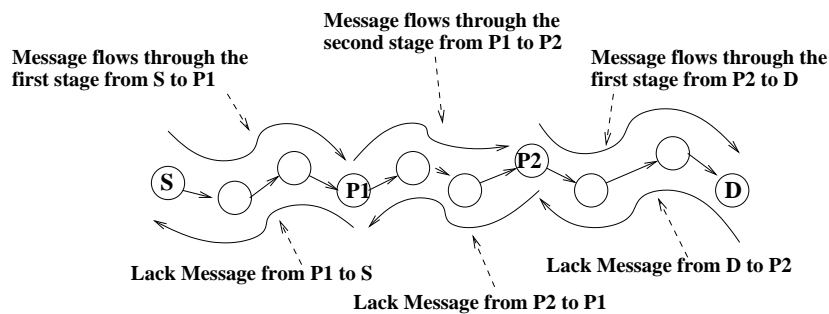 Message flows through the
second stage from P1 to P2
Message flows through the
first stage from S to P1
Message flows through the
first stage from P2 to D
S
P1
P2
D
Lack Message from P1 to S
Lack Message from P2 to P1
Lack Message from D to P2